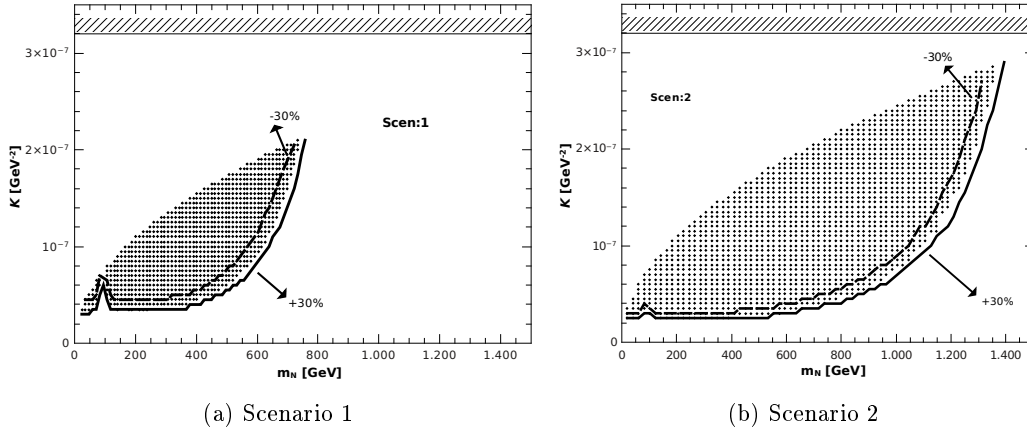 3×10⁻⁷
2×10⁻⁷
10⁻⁷
0
K [GeV⁻²]
-30%
Scen:1
+30%
0 200 400 600 800 1.000 1.200 1.400
m_N [GeV]
(a) Scenario 1
3×10⁻⁷
2×10⁻⁷
10⁻⁷
0
K [GeV⁻²]
-30%
Scen:2
+30%
0 200 400 600 800 1.000 1.200 1.400
m_N [GeV]
(b) Scenario 2